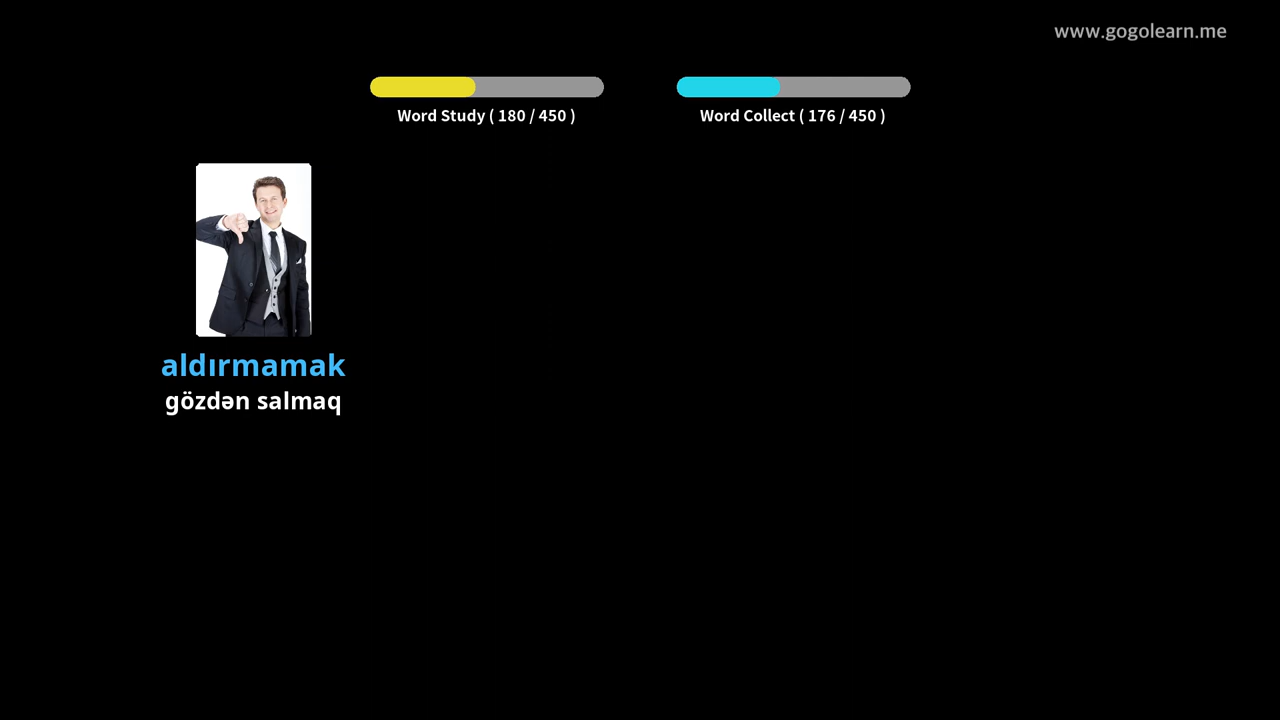 www.gogolearn.me
Word Study ( 180 / 450 )
Word Collect ( 176 / 450 )
aldırmamak
gözdən salmaq